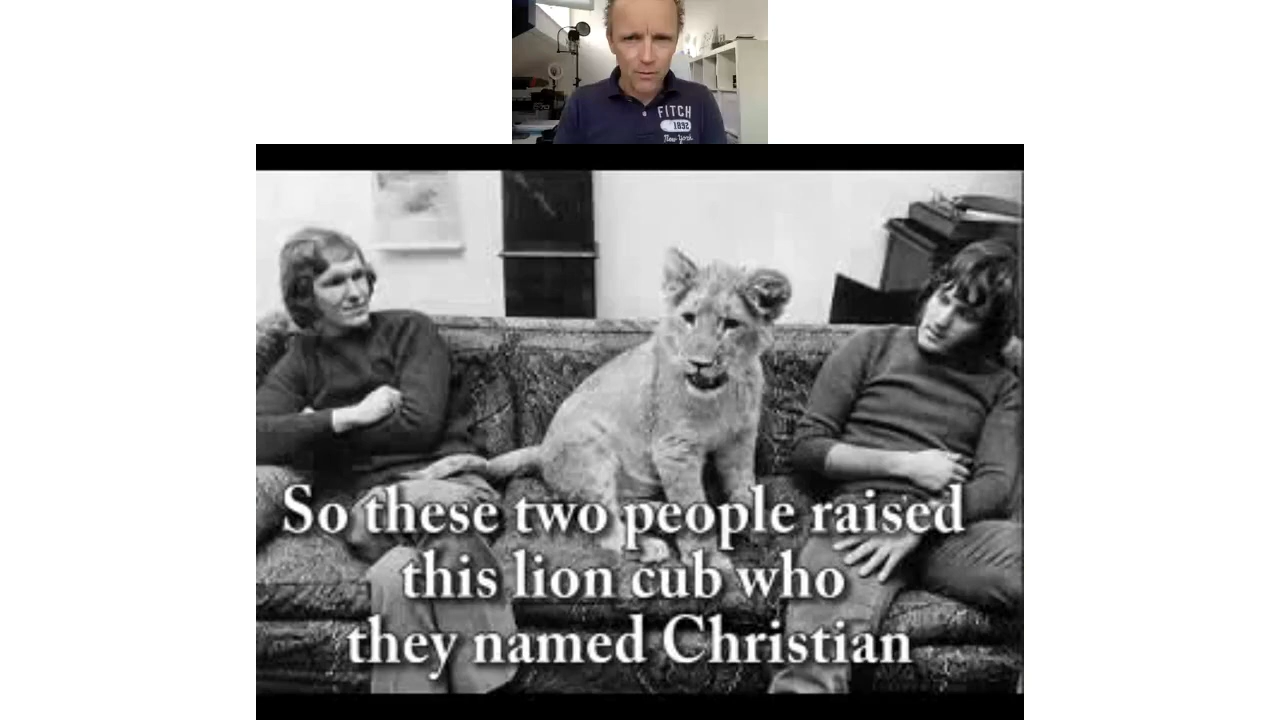 FITCH
1892
New York
So these two people raised
this lion cub who
they named Christian